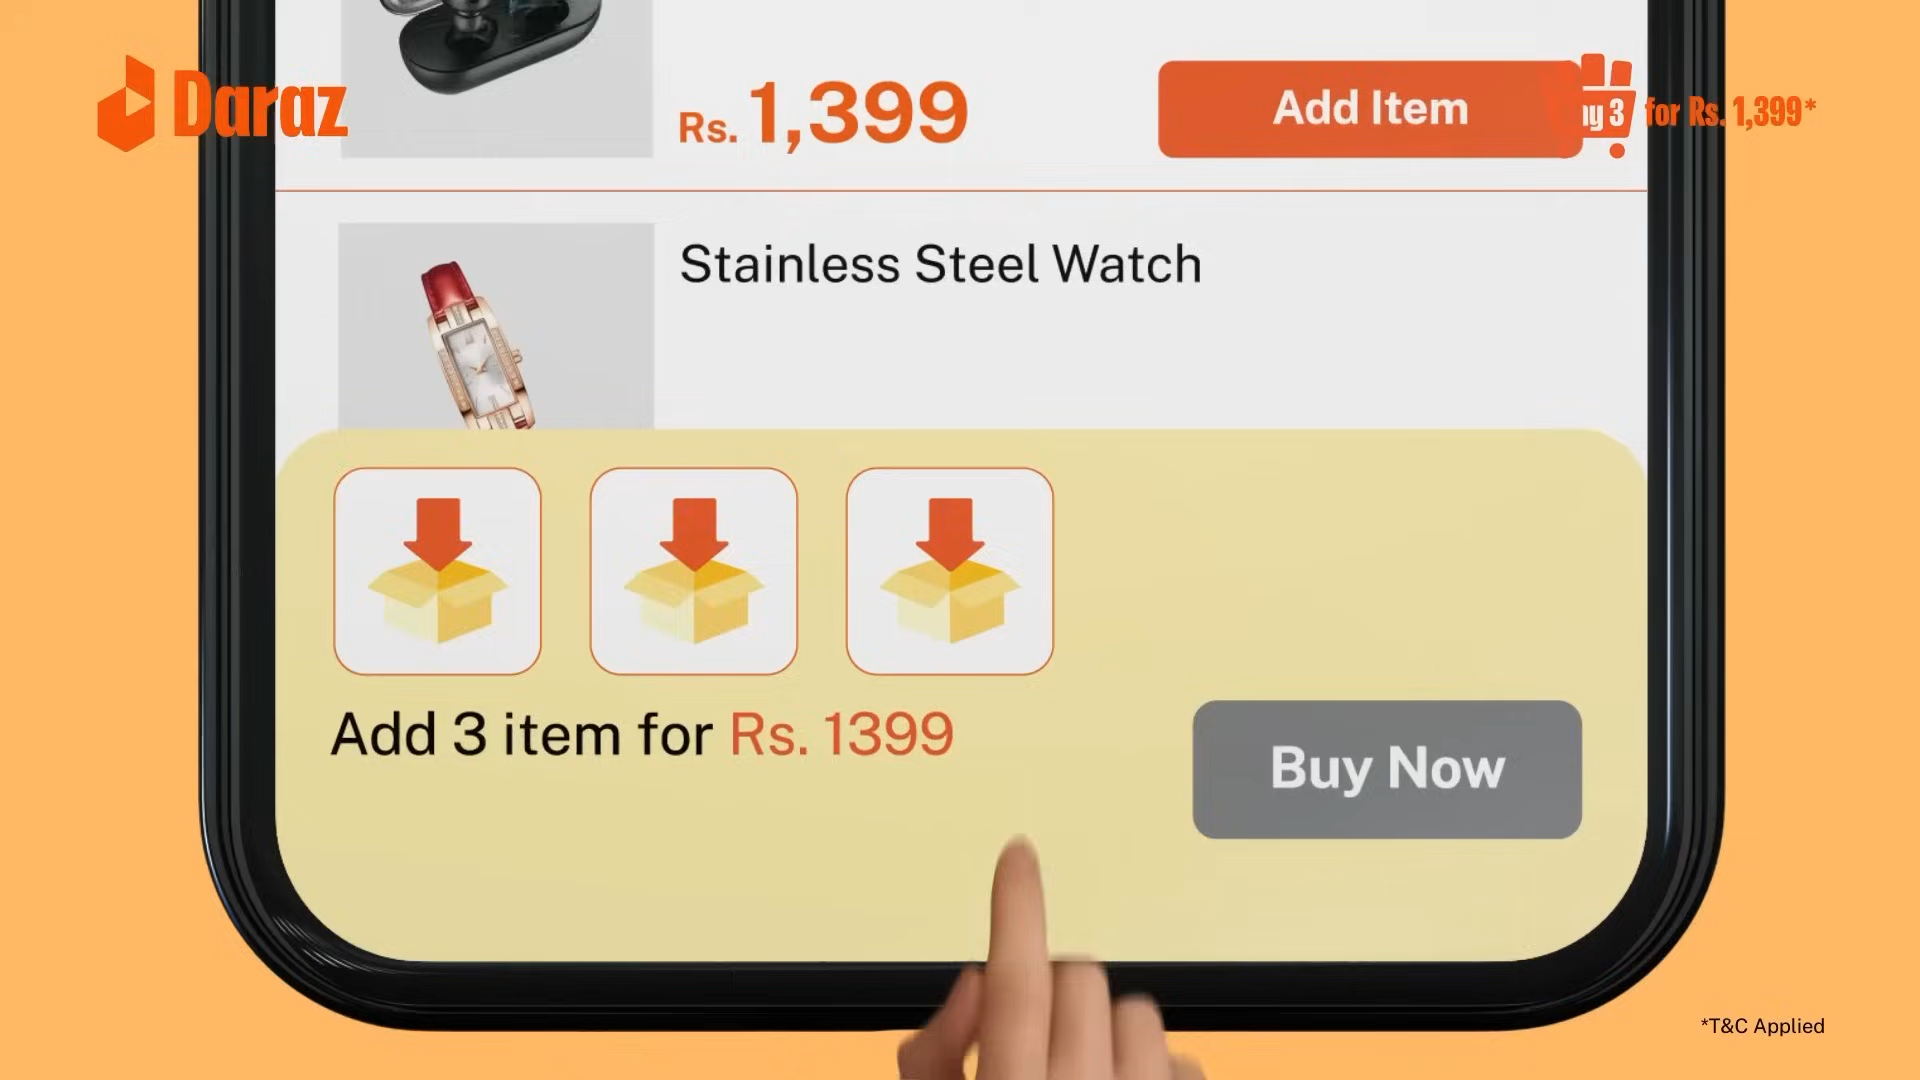 Daraz
Rs. 1,399
Add Item
3 for Rs. 1,399*
Stainless Steel Watch
Add 3 item for Rs. 1399
Buy Now
*T&C Applied